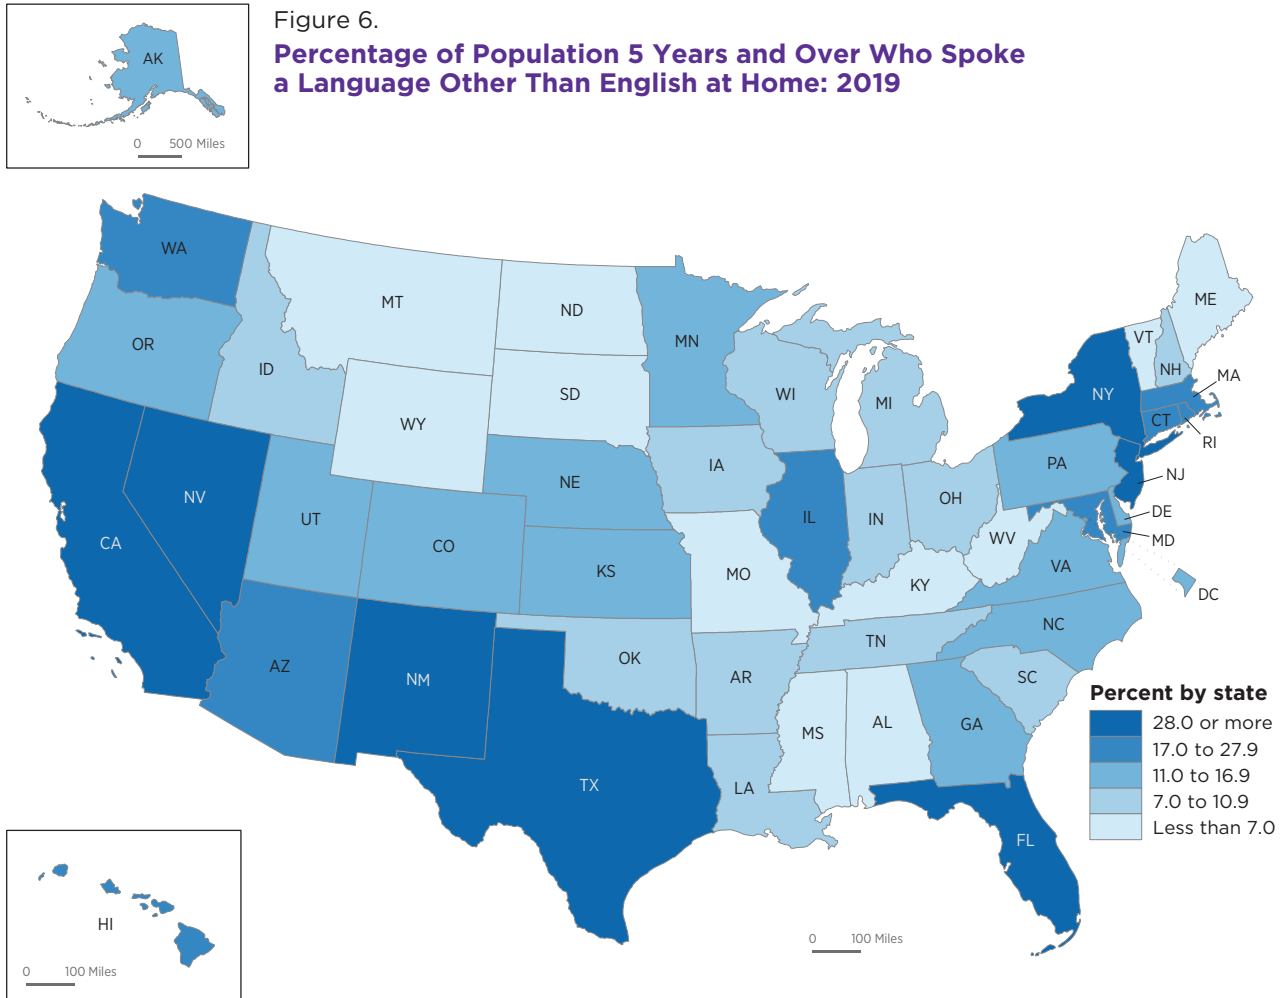 Figure 6.
Percentage of Population 5 Years and Over Who Spoke
a Language Other Than English at Home: 2019
AK
0 500 Miles
WA
MT
ND
MN
ME
VT
NH
OR
ID
SD
WI
MI
NY
MA
CT
RI
WY
IA
PA
NJ
NE
OH
DE
NV
UT
IL
IN
WV
MD
CA
CO
KS
MO
KY
VA
DC
AZ
NM
OK
TN
NC
AR
SC
MS
AL
GA
TX
LA
FL
Percent by state
28.0 or more
17.0 to 27.9
11.0 to 16.9
7.0 to 10.9
Less than 7.0
HI
0 100 Miles
0 100 Miles